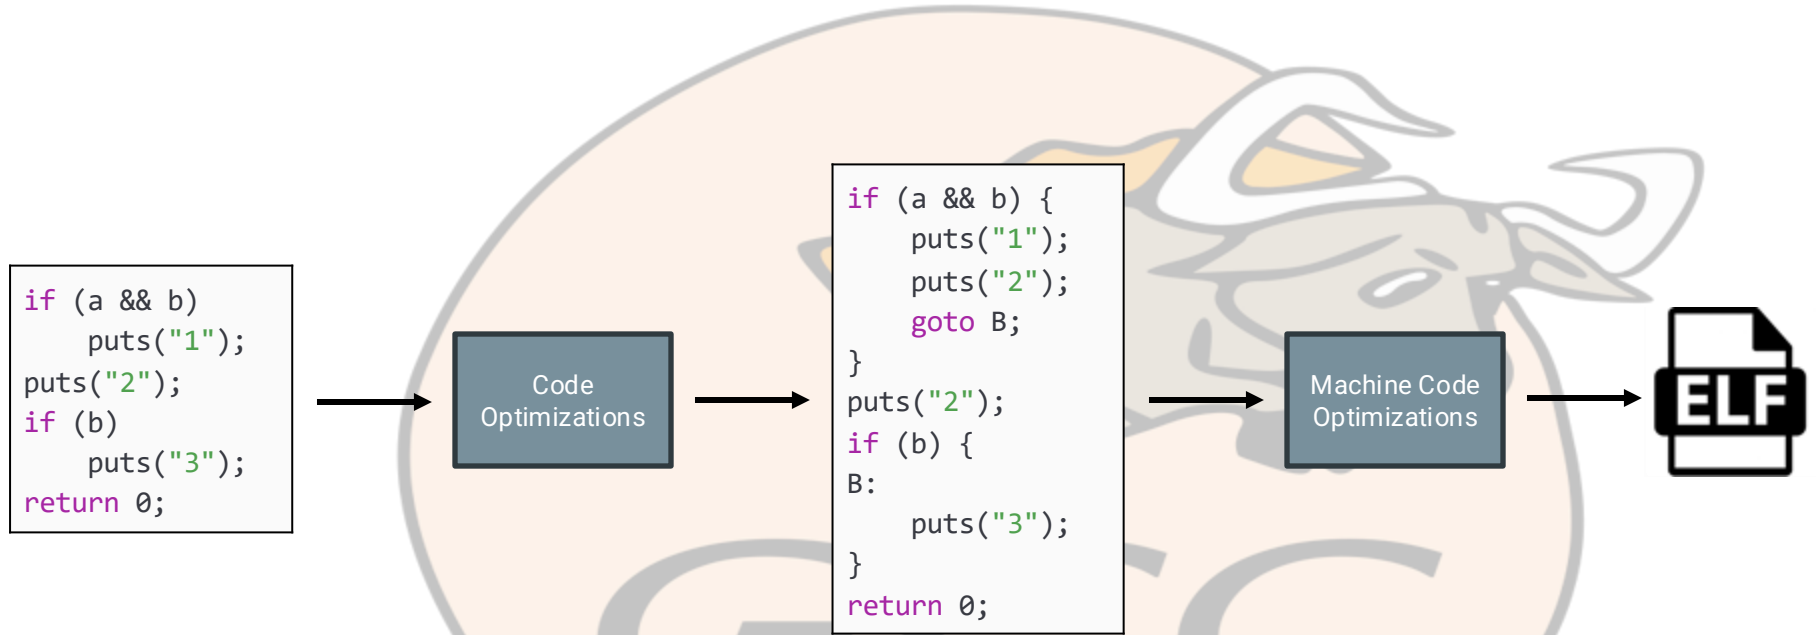 if (a && b)
    puts("1");
puts("2");
if (b)
    puts("3");
return 0;
Code
Optimizations
if (a && b) {
    puts("1");
    puts("2");
    goto B;
}
puts("2");
if (b) {
B:
    puts("3");
}
return 0;
Machine Code
Optimizations
ELF